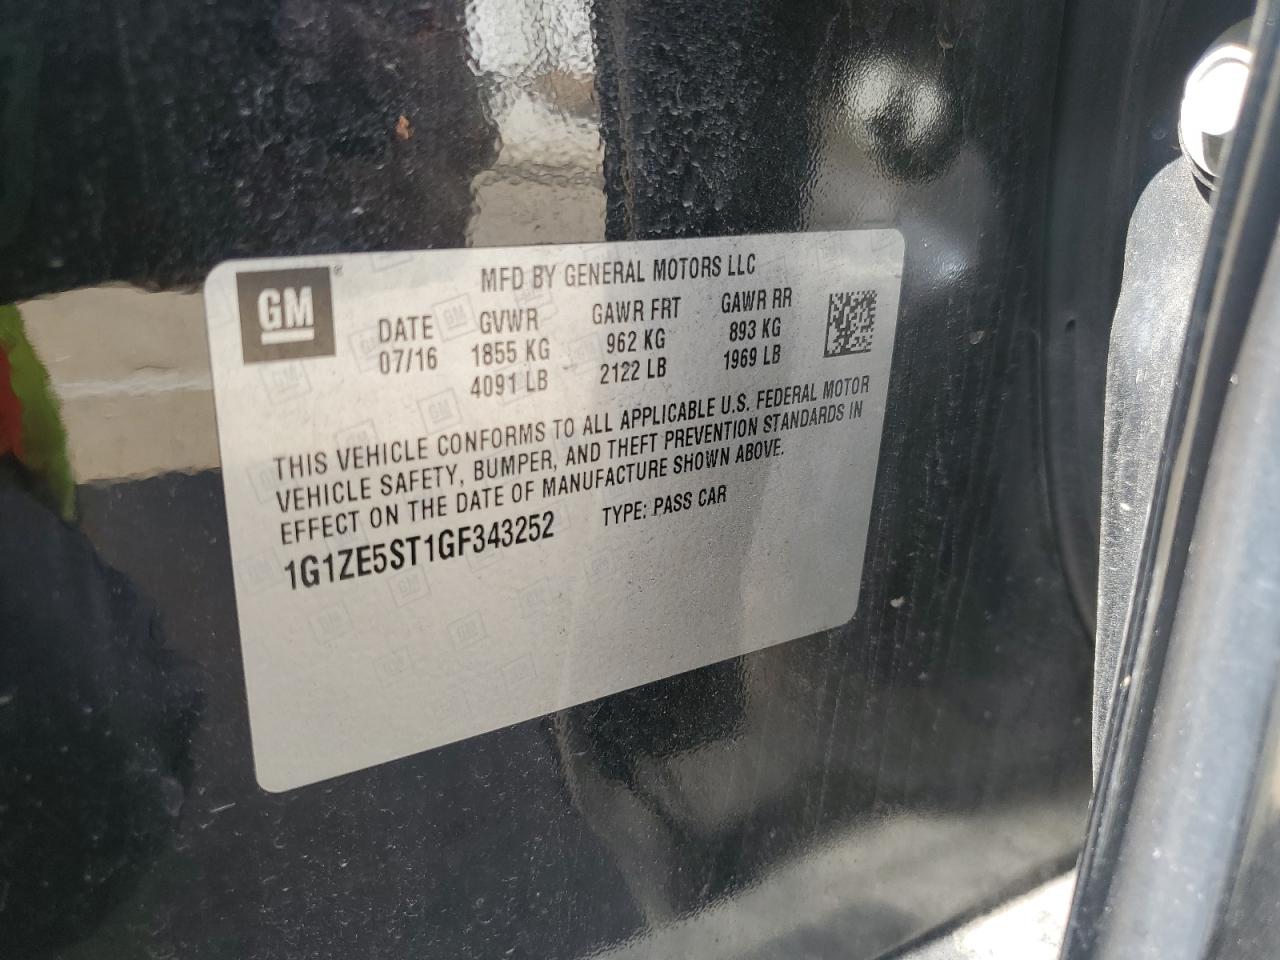 GM ®
MFD BY GENERAL MOTORS LLC
DATE GVWR GAWR FRT GAWR RR
07/16 1855 KG 962 KG 893 KG
4091 LB 2122 LB 1969 LB
THIS VEHICLE CONFORMS TO ALL APPLICABLE U.S. FEDERAL MOTOR
VEHICLE SAFETY, BUMPER, AND THEFT PREVENTION STANDARDS IN
EFFECT ON THE DATE OF MANUFACTURE SHOWN ABOVE.
1G1ZE5ST1GF343252 TYPE: PASS CAR